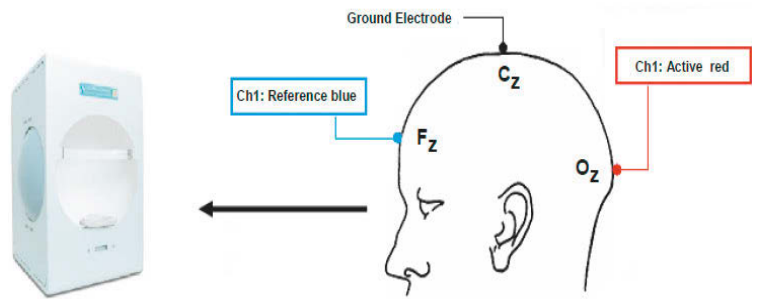 Ground Electrode
Ch1: Active red
Ch1: Reference blue
Cz
Fz
Oz